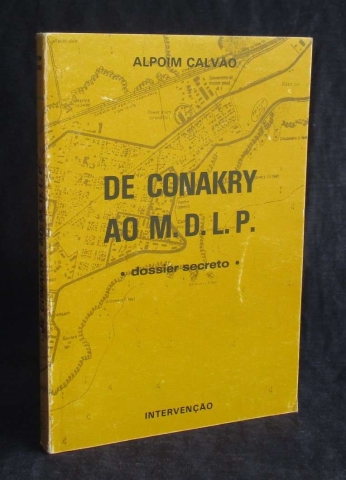 ALPOIM CALVÃO
DE CONAKRY
AO M. D. L. P.
• dossier secreto •
INTERVENÇÃO